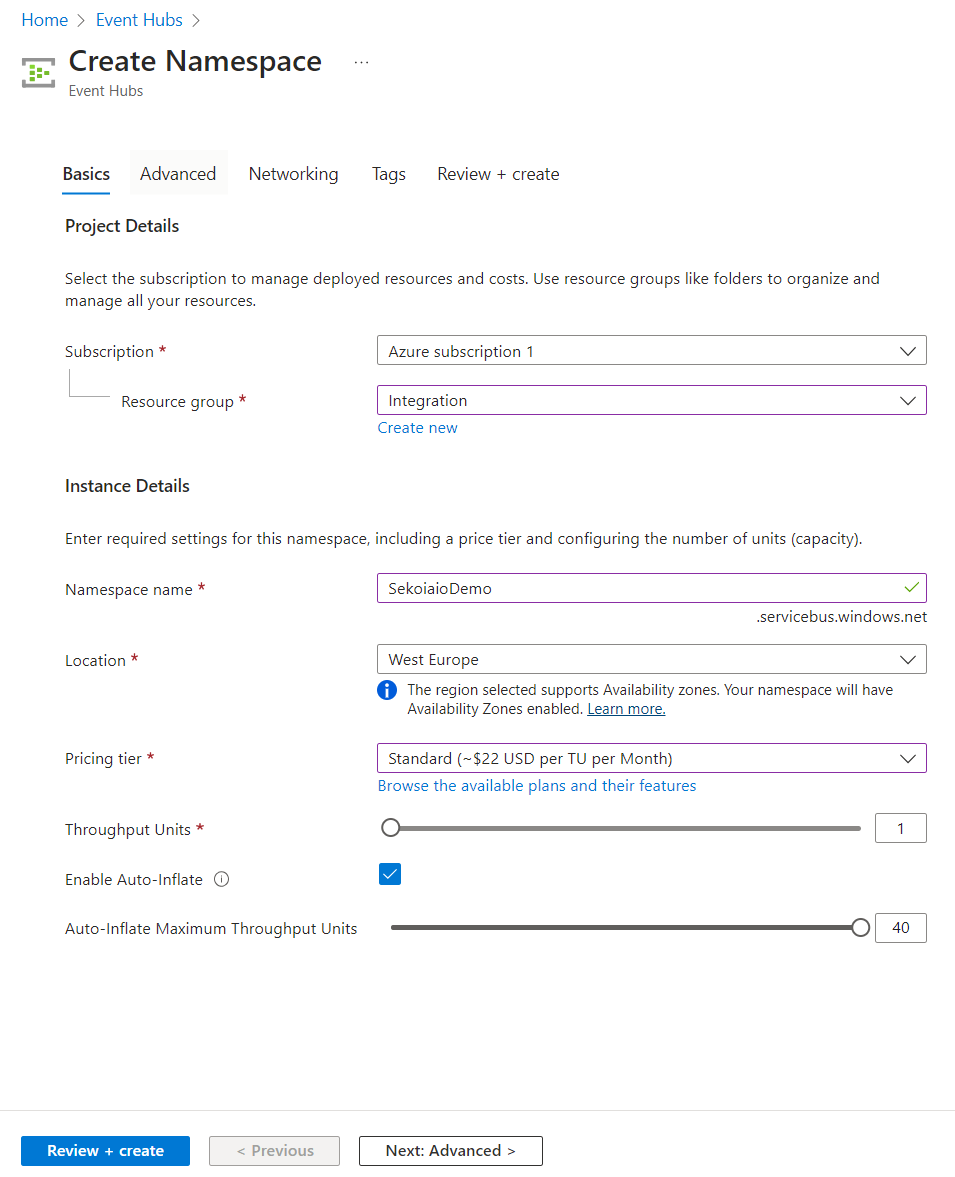 Home > Event Hubs >
Create Namespace ...
Event Hubs
Basics Advanced Networking Tags Review + create
Project Details
Select the subscription to manage deployed resources and costs. Use resource groups like folders to organize and
manage all your resources.
Subscription * Azure subscription 1
Resource group * Integration
Create new
Instance Details
Enter required settings for this namespace, including a price tier and configuring the number of units (capacity).
Namespace name * SekoiaioDemo
.servicebus.windows.net
Location * West Europe
The region selected supports Availability zones. Your namespace will have
Availability Zones enabled. Learn more.
Pricing tier * Standard (~$22 USD per TU per Month)
Browse the available plans and their features
Throughput Units * 1
Enable Auto-Inflate
Auto-Inflate Maximum Throughput Units 40
Review + create < Previous Next: Advanced >